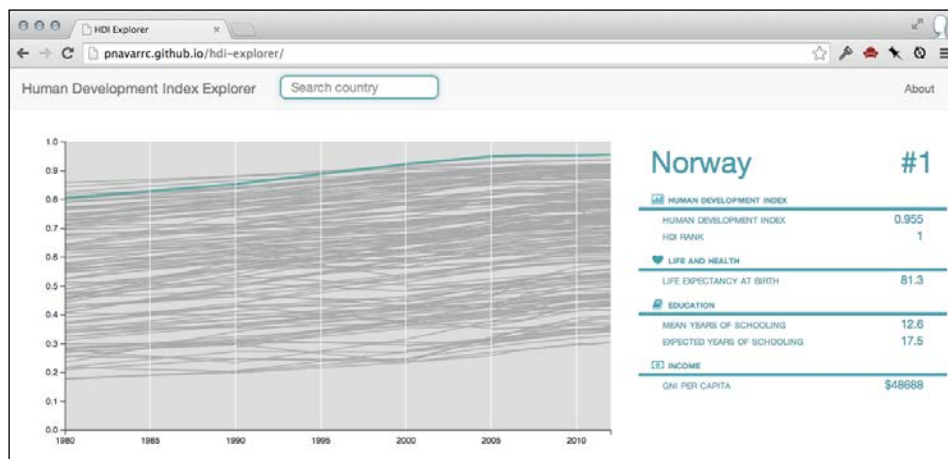 HDI Explorer
pnavarrc.github.io/hdi-explorer/
Human Development Index Explorer
Search country
About
1.0
0.9
0.8
0.7
0.6
0.5
0.4
0.3
0.2
0.1
0.0
1980 1985 1990 1995 2000 2005 2010
Norway #1
HUMAN DEVELOPMENT INDEX
HUMAN DEVELOPMENT INDEX 0.955
HDI RANK 1
LIFE AND HEALTH
LIFE EXPECTANCY AT BIRTH 81.3
EDUCATION
MEAN YEARS OF SCHOOLING 12.6
EXPECTED YEARS OF SCHOOLING 17.5
INCOME
GNI PER CAPITA $48688